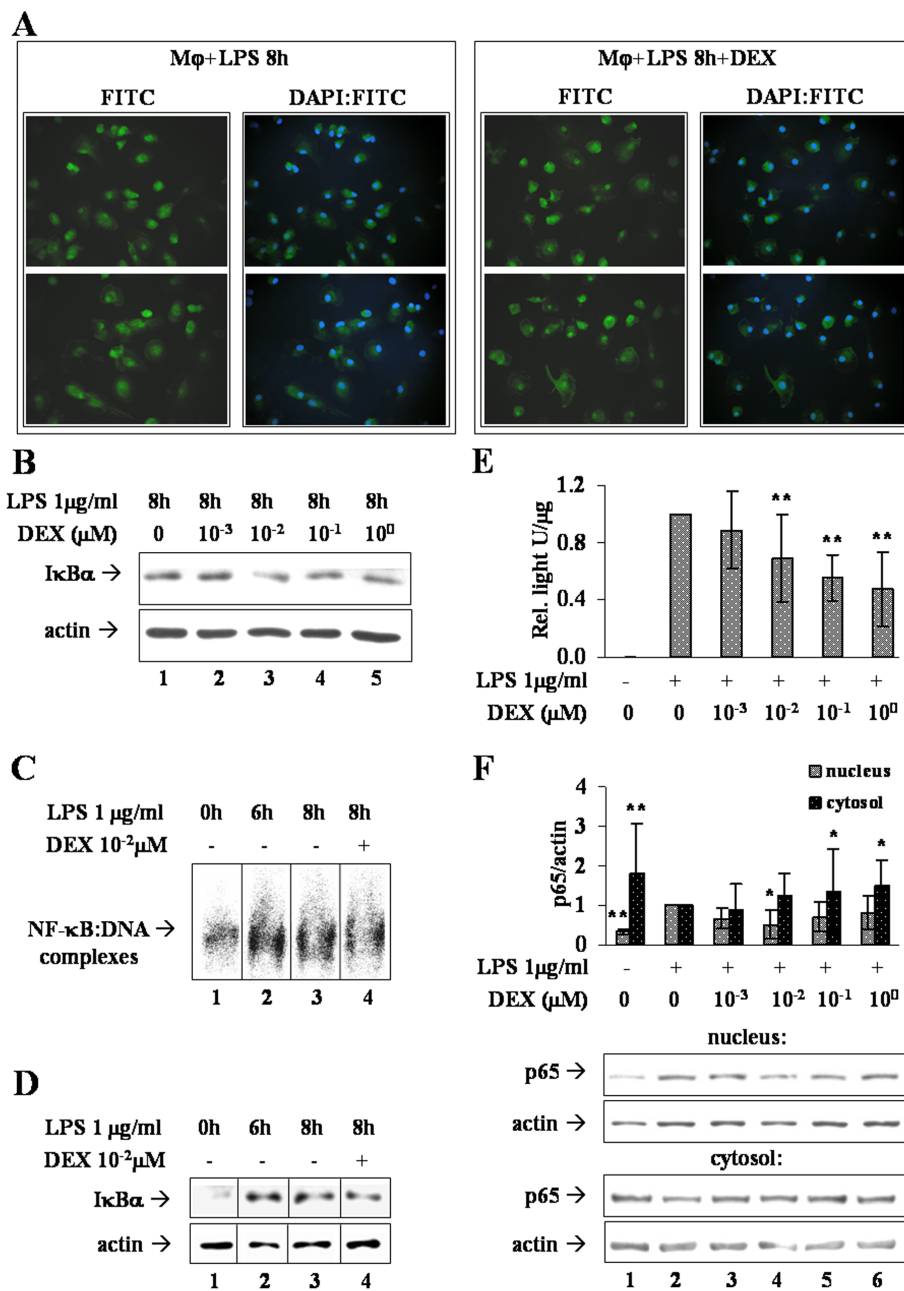 A
Mφ+LPS 8h
FITC DAPI:FITC
Mφ+LPS 8h+DEX
FITC DAPI:FITC
B
LPS 1μg/ml 8h 8h 8h 8h 8h
DEX (μM) 0 10⁻³ 10⁻² 10⁻¹ 10▯
IκBα →
actin →
1 2 3 4 5
C
LPS 1 μg/ml 0h 6h 8h 8h
DEX 10⁻²μM - - - +
NF-κB:DNA →
complexes
1 2 3 4
D
LPS 1 μg/ml 0h 6h 8h 8h
DEX 10⁻²μM - - - +
IκBα →
actin →
1 2 3 4
E
Rel. light U/μg
1.2
0.8
0.4
0.0
** ** **
LPS 1μg/ml - + + + + +
DEX (μM) 0 0 10⁻³ 10⁻² 10⁻¹ 10▯
F
nucleus
cytosol
p65/actin
4
3
2
1
0
** ** * * *
LPS 1μg/ml - + + + + +
DEX (μM) 0 0 10⁻³ 10⁻² 10⁻¹ 10▯
nucleus:
p65 →
actin →
cytosol:
p65 →
actin →
1 2 3 4 5 6